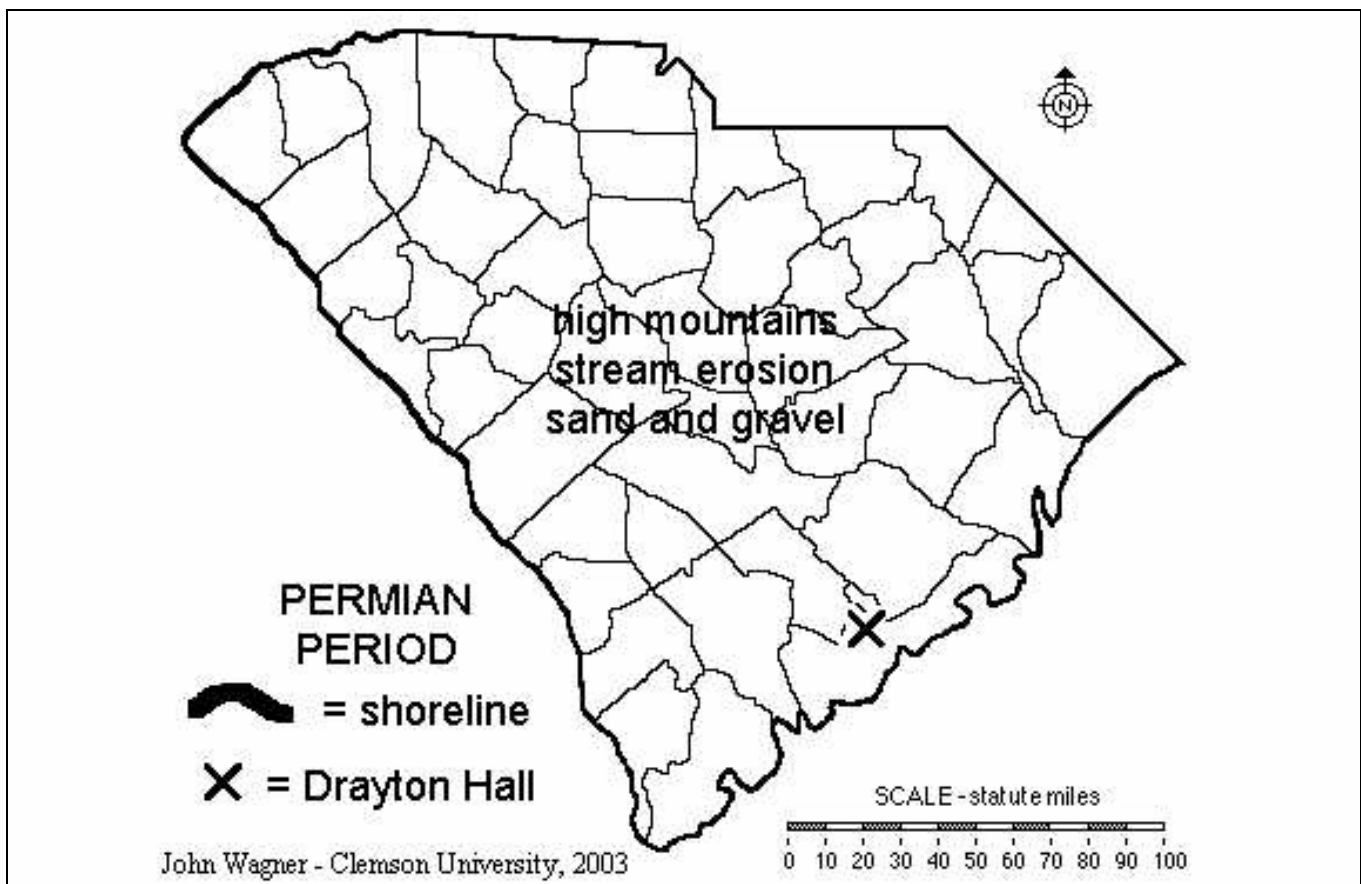 N
high mountains
stream erosion
sand and gravel
PERMIAN
PERIOD
= shoreline
= Drayton Hall
SCALE - statute miles
0 10 20 30 40 50 60 70 80 90 100
John Wagner - Clemson University, 2003